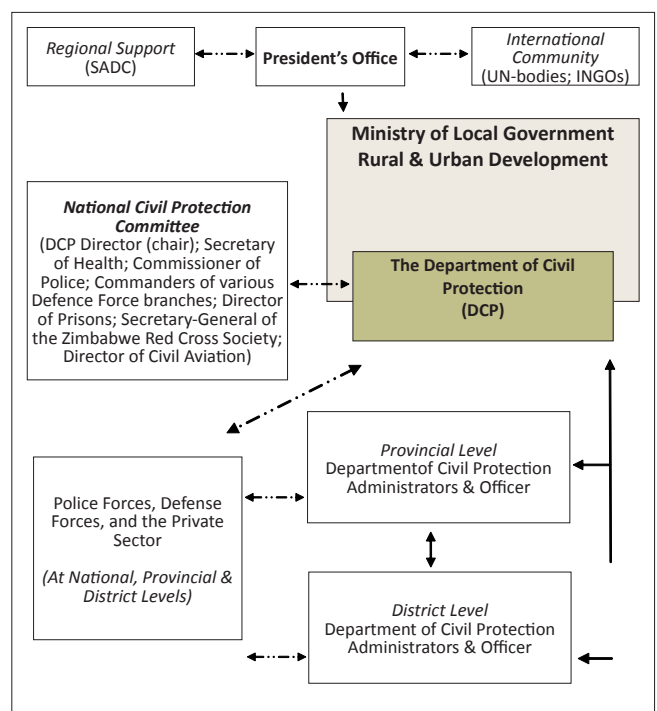 Regional Support
(SADC)
President's Office
International
Community
(UN-bodies; INGOs)
Ministry of Local Government
Rural & Urban Development
National Civil Protection
Committee
(DCP Director (chair); Secretary
of Health; Commissioner of
Police; Commanders of various
Defence Force branches; Director
of Prisons; Secretary-General of
the Zimbabwe Red Cross Society;
Director of Civil Aviation)
The Department of Civil
Protection
(DCP)
Provincial Level
Departmentof Civil Protection
Administrators & Officer
Police Forces, Defense
Forces, and the Private
Sector
(At National, Provincial &
District Levels)
District Level
Department of Civil Protection
Administrators & Officer